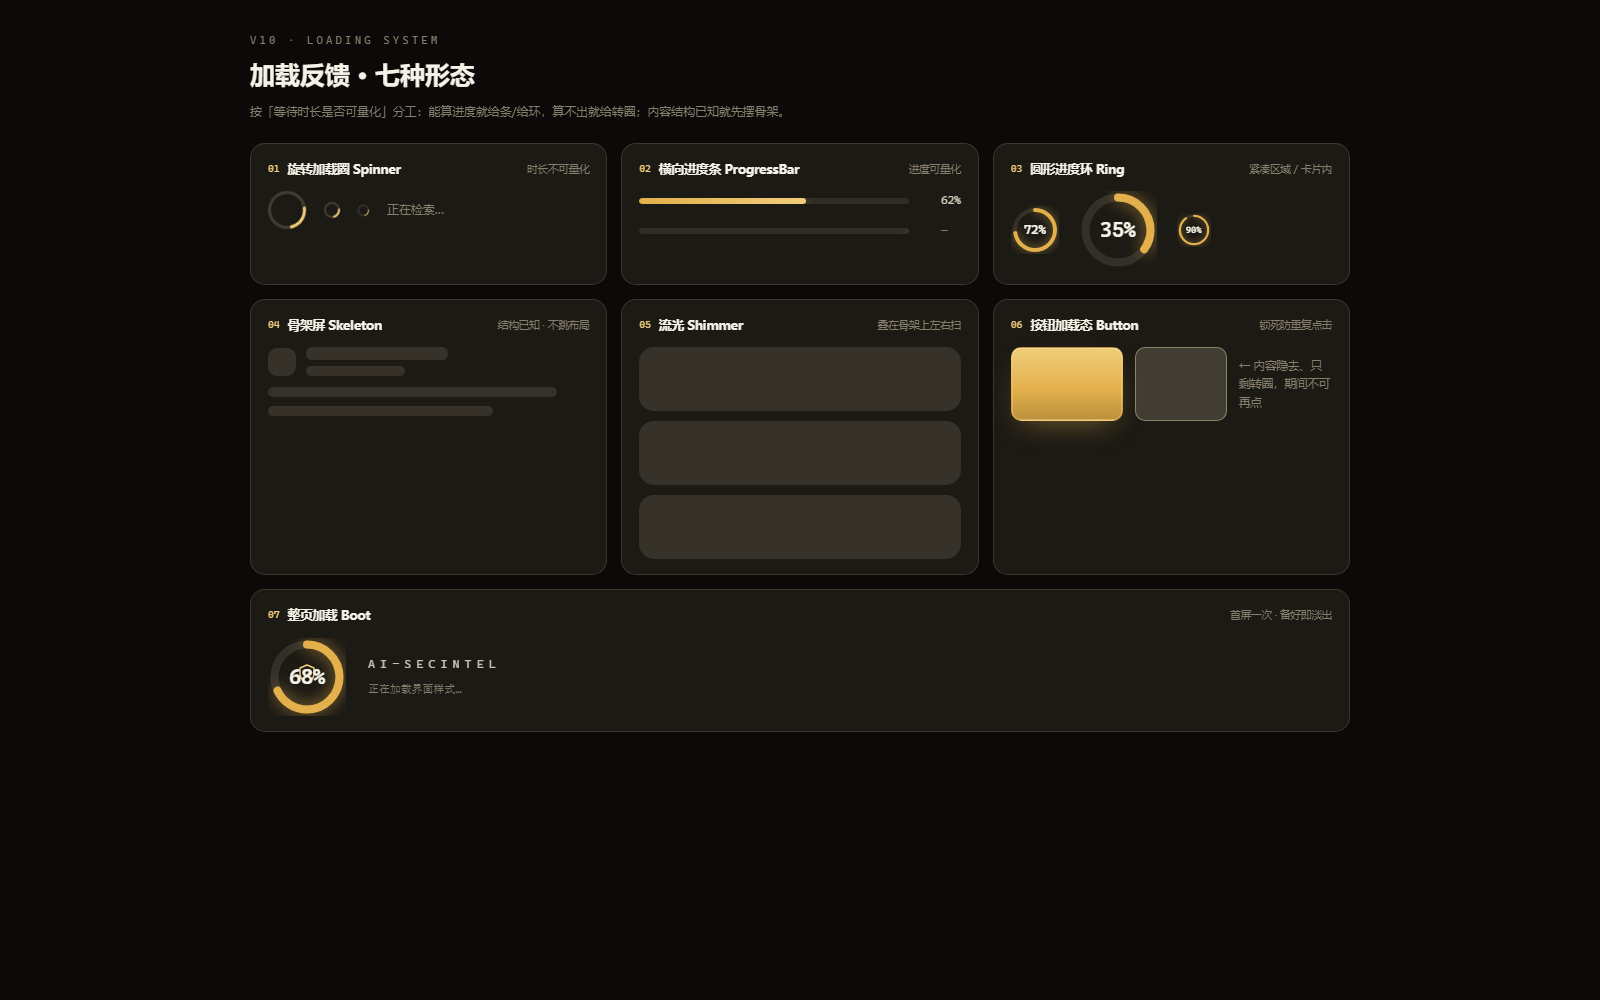 V10 · LOADING SYSTEM
加载反馈 · 七种形态
按「等待时长是否可量化」分工：能算进度就给条/给环，算不出就给转圈；内容结构已知就先摆骨架。
01 旋转加载圈 Spinner 时长不可量化
正在检索…
02 横向进度条 ProgressBar 进度可量化
62%
—
03 圆形进度环 Ring 紧凑区域 / 卡片内
72% 35% 90%
04 骨架屏 Skeleton 结构已知 · 不跳布局
05 流光 Shimmer 叠在骨架上左右扫
06 按钮加载态 Button 锁死防重复点击
← 内容隐去、只
剩转圈，期间不可
再点
07 整页加载 Boot 首屏一次 · 备好即淡出
68%
AI-SECINTEL
正在加载界面样式…